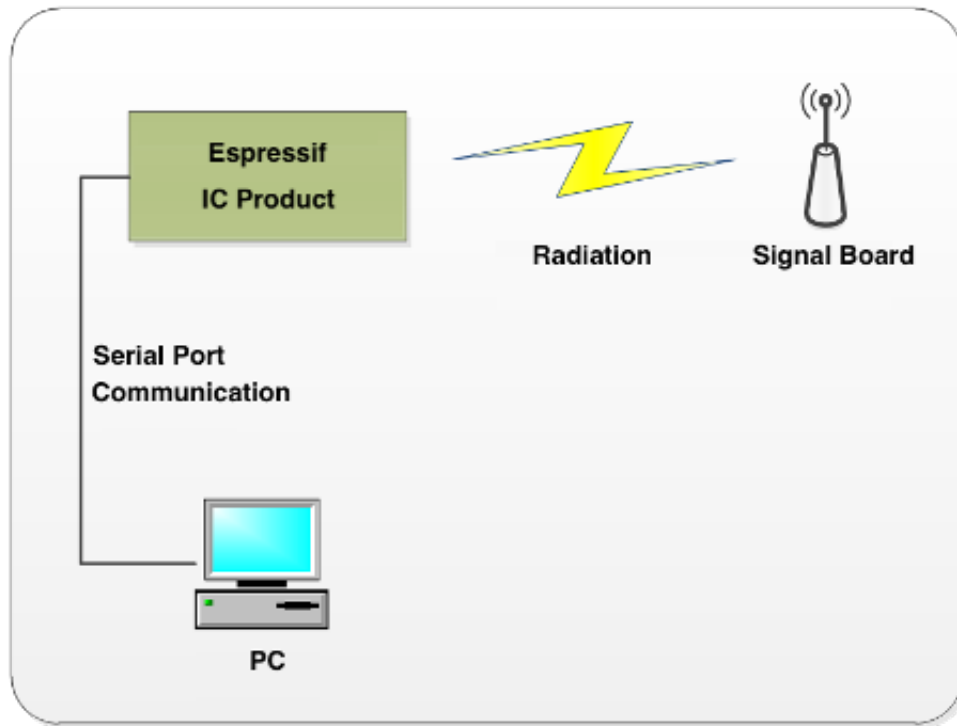 Espressif
IC Product
Radiation
Signal Board
Serial Port
Communication
PC